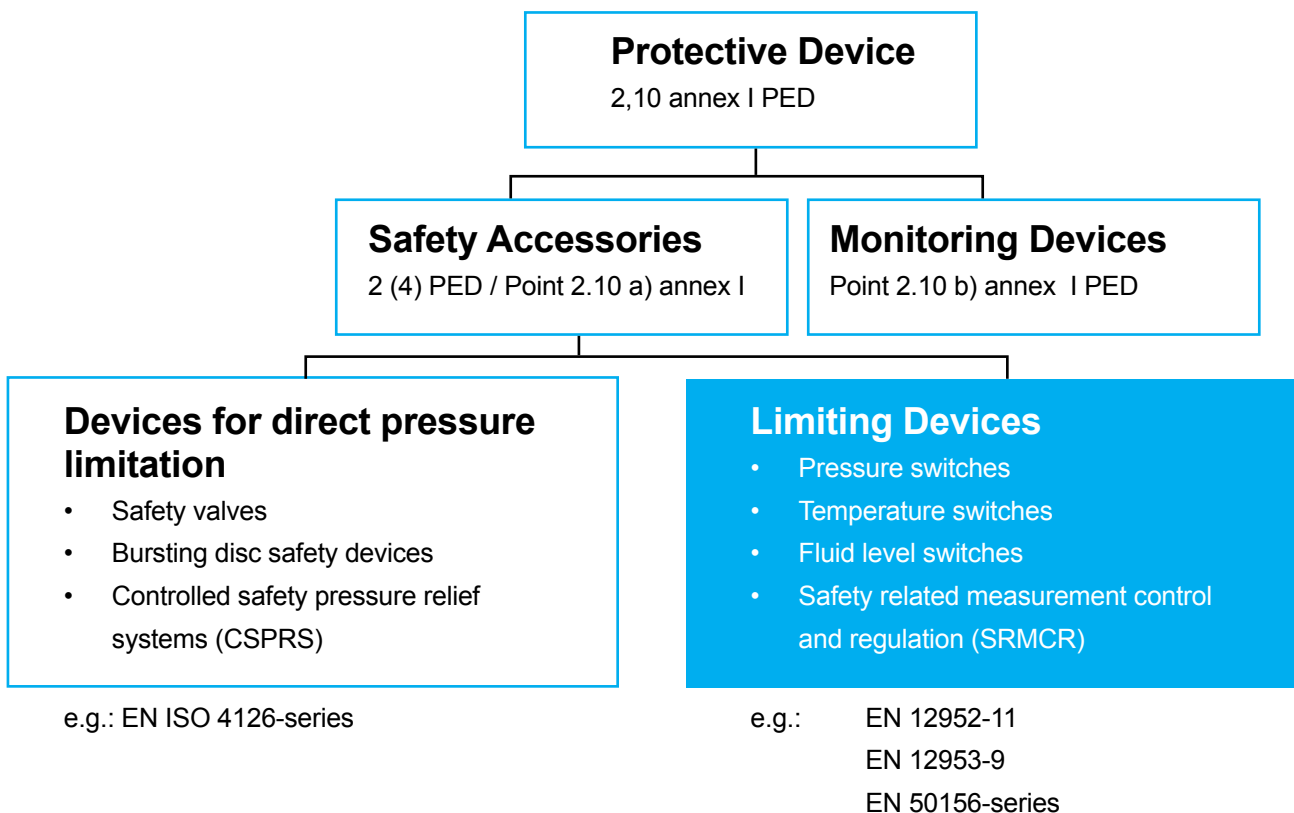 Protective Device
2,10 annex I PED
Safety Accessories
2 (4) PED / Point 2.10 a) annex I
Monitoring Devices
Point 2.10 b) annex  I PED
Devices for direct pressure
limitation
• Safety valves
• Bursting disc safety devices
• Controlled safety pressure relief
systems (CSPRS)
e.g.: EN ISO 4126-series
Limiting Devices
• Pressure switches
• Temperature switches
• Fluid level switches
• Safety related measurement control
and regulation (SRMCR)
e.g.: EN 12952-11
EN 12953-9
EN 50156-series